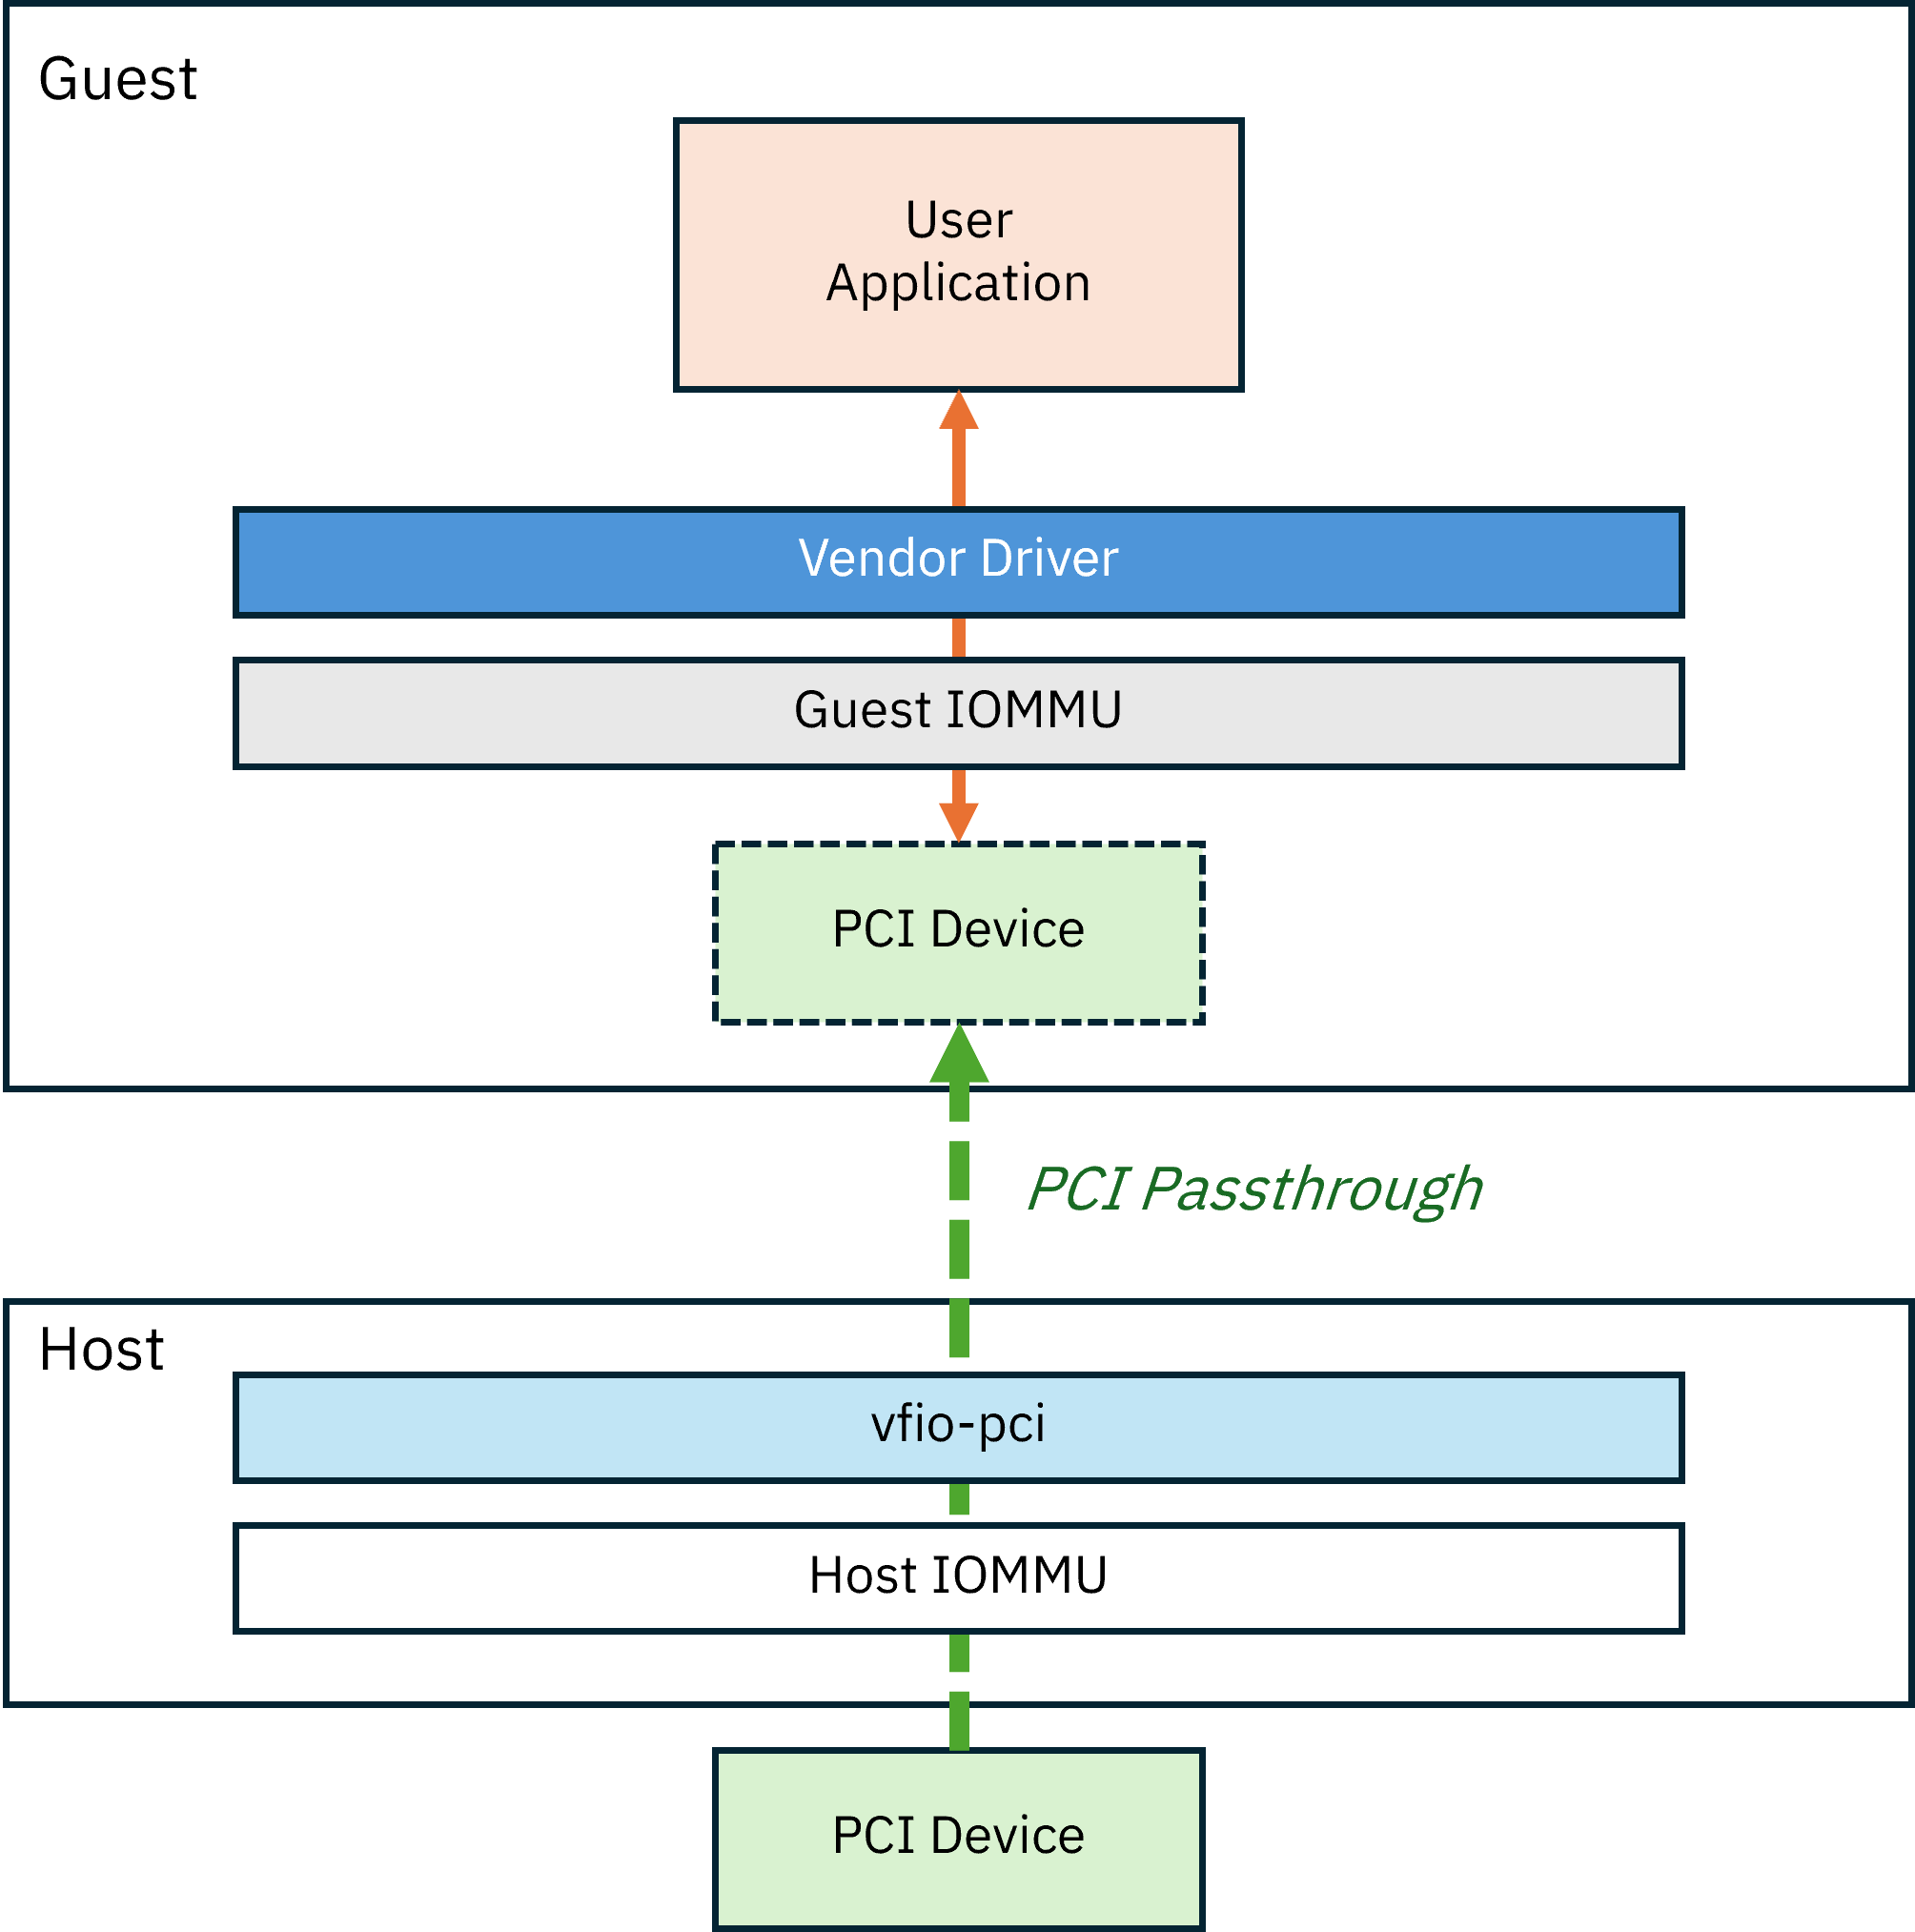 Guest
User
Application
Vendor Driver
Guest IOMMU
PCI Device
PCI Passthrough
Host
vfio-pci
Host IOMMU
PCI Device